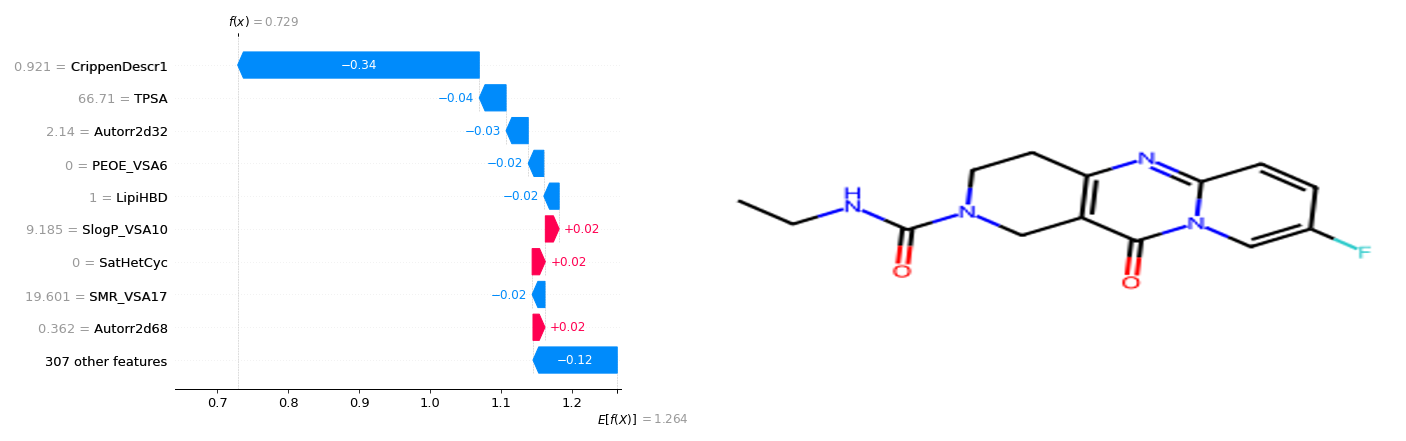 f(x) = 0.729
0.921 = CrippenDescr1 −0.34
66.71 = TPSA −0.04
2.14 = Autorr2d32 −0.03
0 = PEOE_VSA6 −0.02
1 = LipiHBD −0.02
9.185 = SlogP_VSA10 +0.02
0 = SatHetCyc +0.02
19.601 = SMR_VSA17 −0.02
0.362 = Autorr2d68 +0.02
307 other features −0.12
0.7 0.8 0.9 1.0 1.1 1.2
E[f(X)] = 1.264
H
N
O
N
N
N
O
F